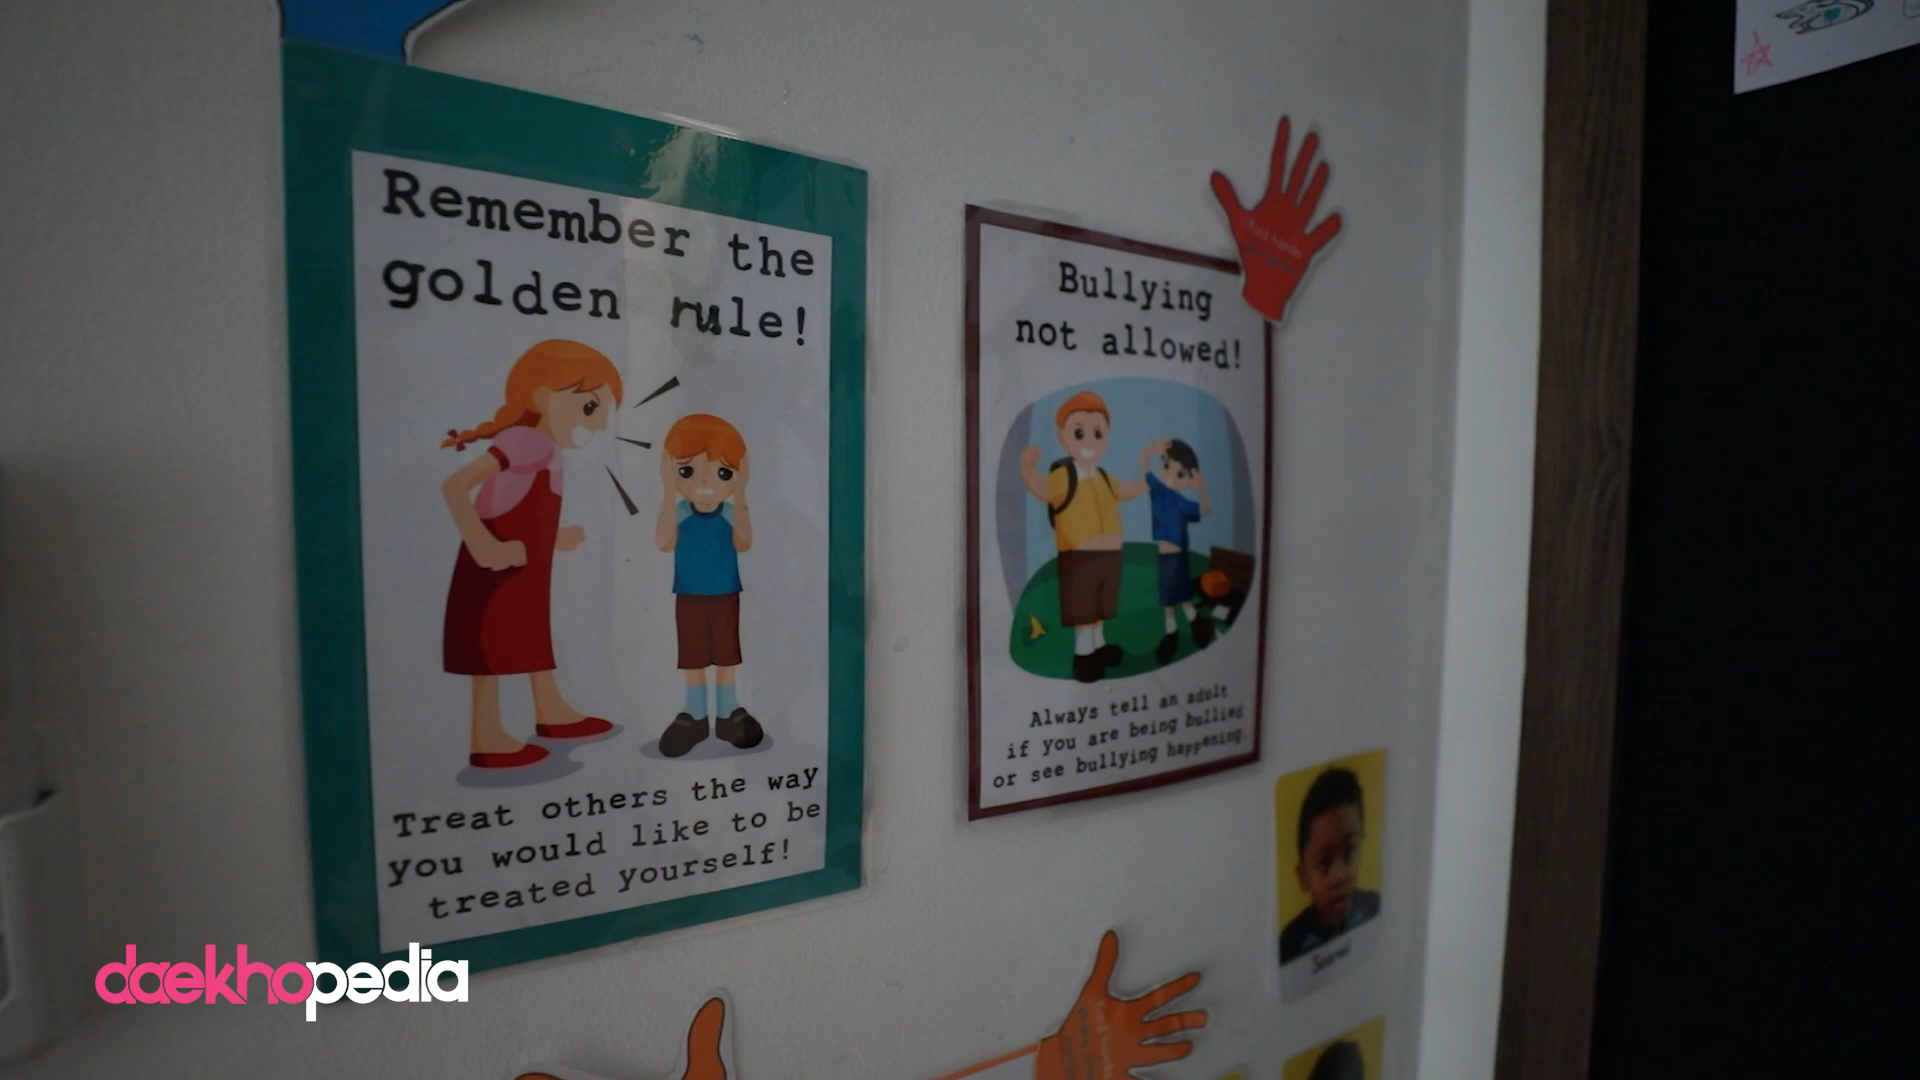 Remember the
golden rule!
Treat others the way
you would like to be
treated yourself!
Bullying
not allowed!
Always tell an adult
if you are being bullied
or see bullying happening.
Scared
daekhopedia